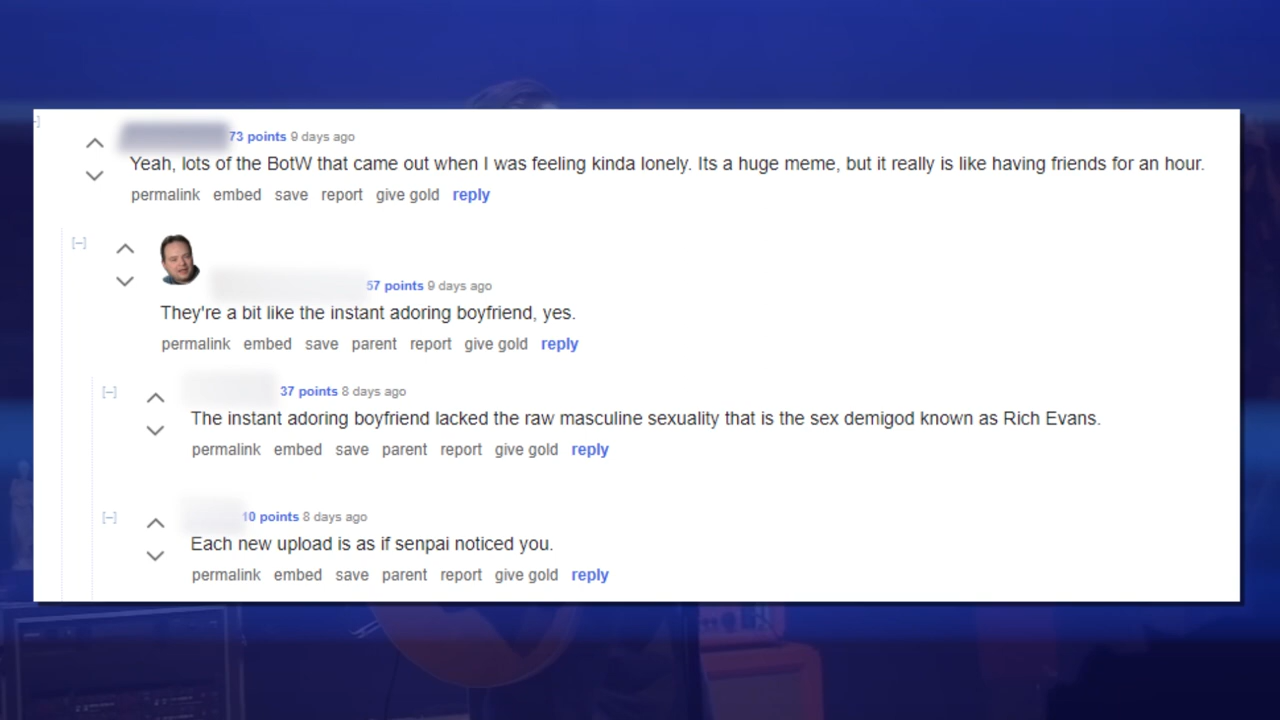 73 points 9 days ago
Yeah, lots of the BotW that came out when I was feeling kinda lonely. Its a huge meme, but it really is like having friends for an hour.
permalink embed save report give gold reply
[–]
57 points 9 days ago
They're a bit like the instant adoring boyfriend, yes.
permalink embed save parent report give gold reply
[–] 37 points 8 days ago
The instant adoring boyfriend lacked the raw masculine sexuality that is the sex demigod known as Rich Evans.
permalink embed save parent report give gold reply
[–] 10 points 8 days ago
Each new upload is as if senpai noticed you.
permalink embed save parent report give gold reply